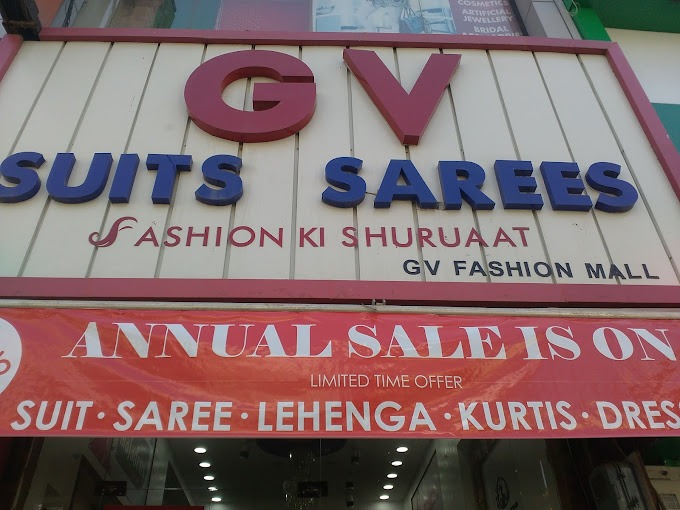 COSMETICS
ARTIFICIAL
JEWELLERY
BRIDAL
GV
SUITS SAREES
FASHION KI SHURUAAT
GV FASHION MALL
%
ANNUAL SALE IS ON
LIMITED TIME OFFER
SUIT · SAREE · LEHENGA · KURTIS · DRESS